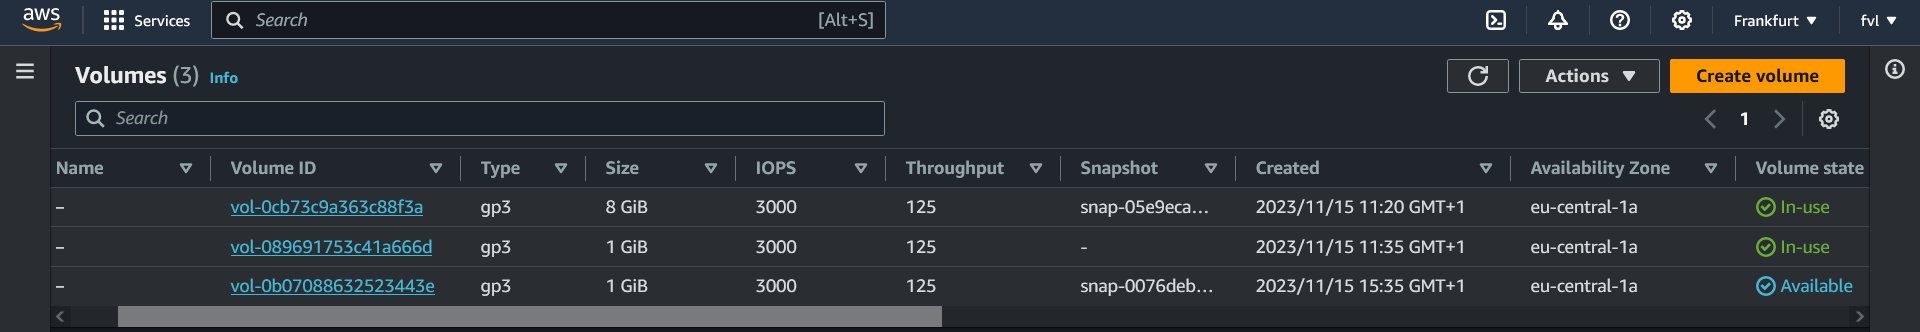 aws Services Search [Alt+S] Frankfurt ▼ fvl ▼
Volumes (3) Info Actions ▼ Create volume
Search 1
Name Volume ID Type Size IOPS Throughput Snapshot Created Availability Zone Volume state
– vol-0cb73c9a363c88f3a gp3 8 GiB 3000 125 snap-05e9eca... 2023/11/15 11:20 GMT+1 eu-central-1a In-use
– vol-089691753c41a666d gp3 1 GiB 3000 125 - 2023/11/15 11:35 GMT+1 eu-central-1a In-use
– vol-0b07088632523443e gp3 1 GiB 3000 125 snap-0076deb... 2023/11/15 15:35 GMT+1 eu-central-1a Available